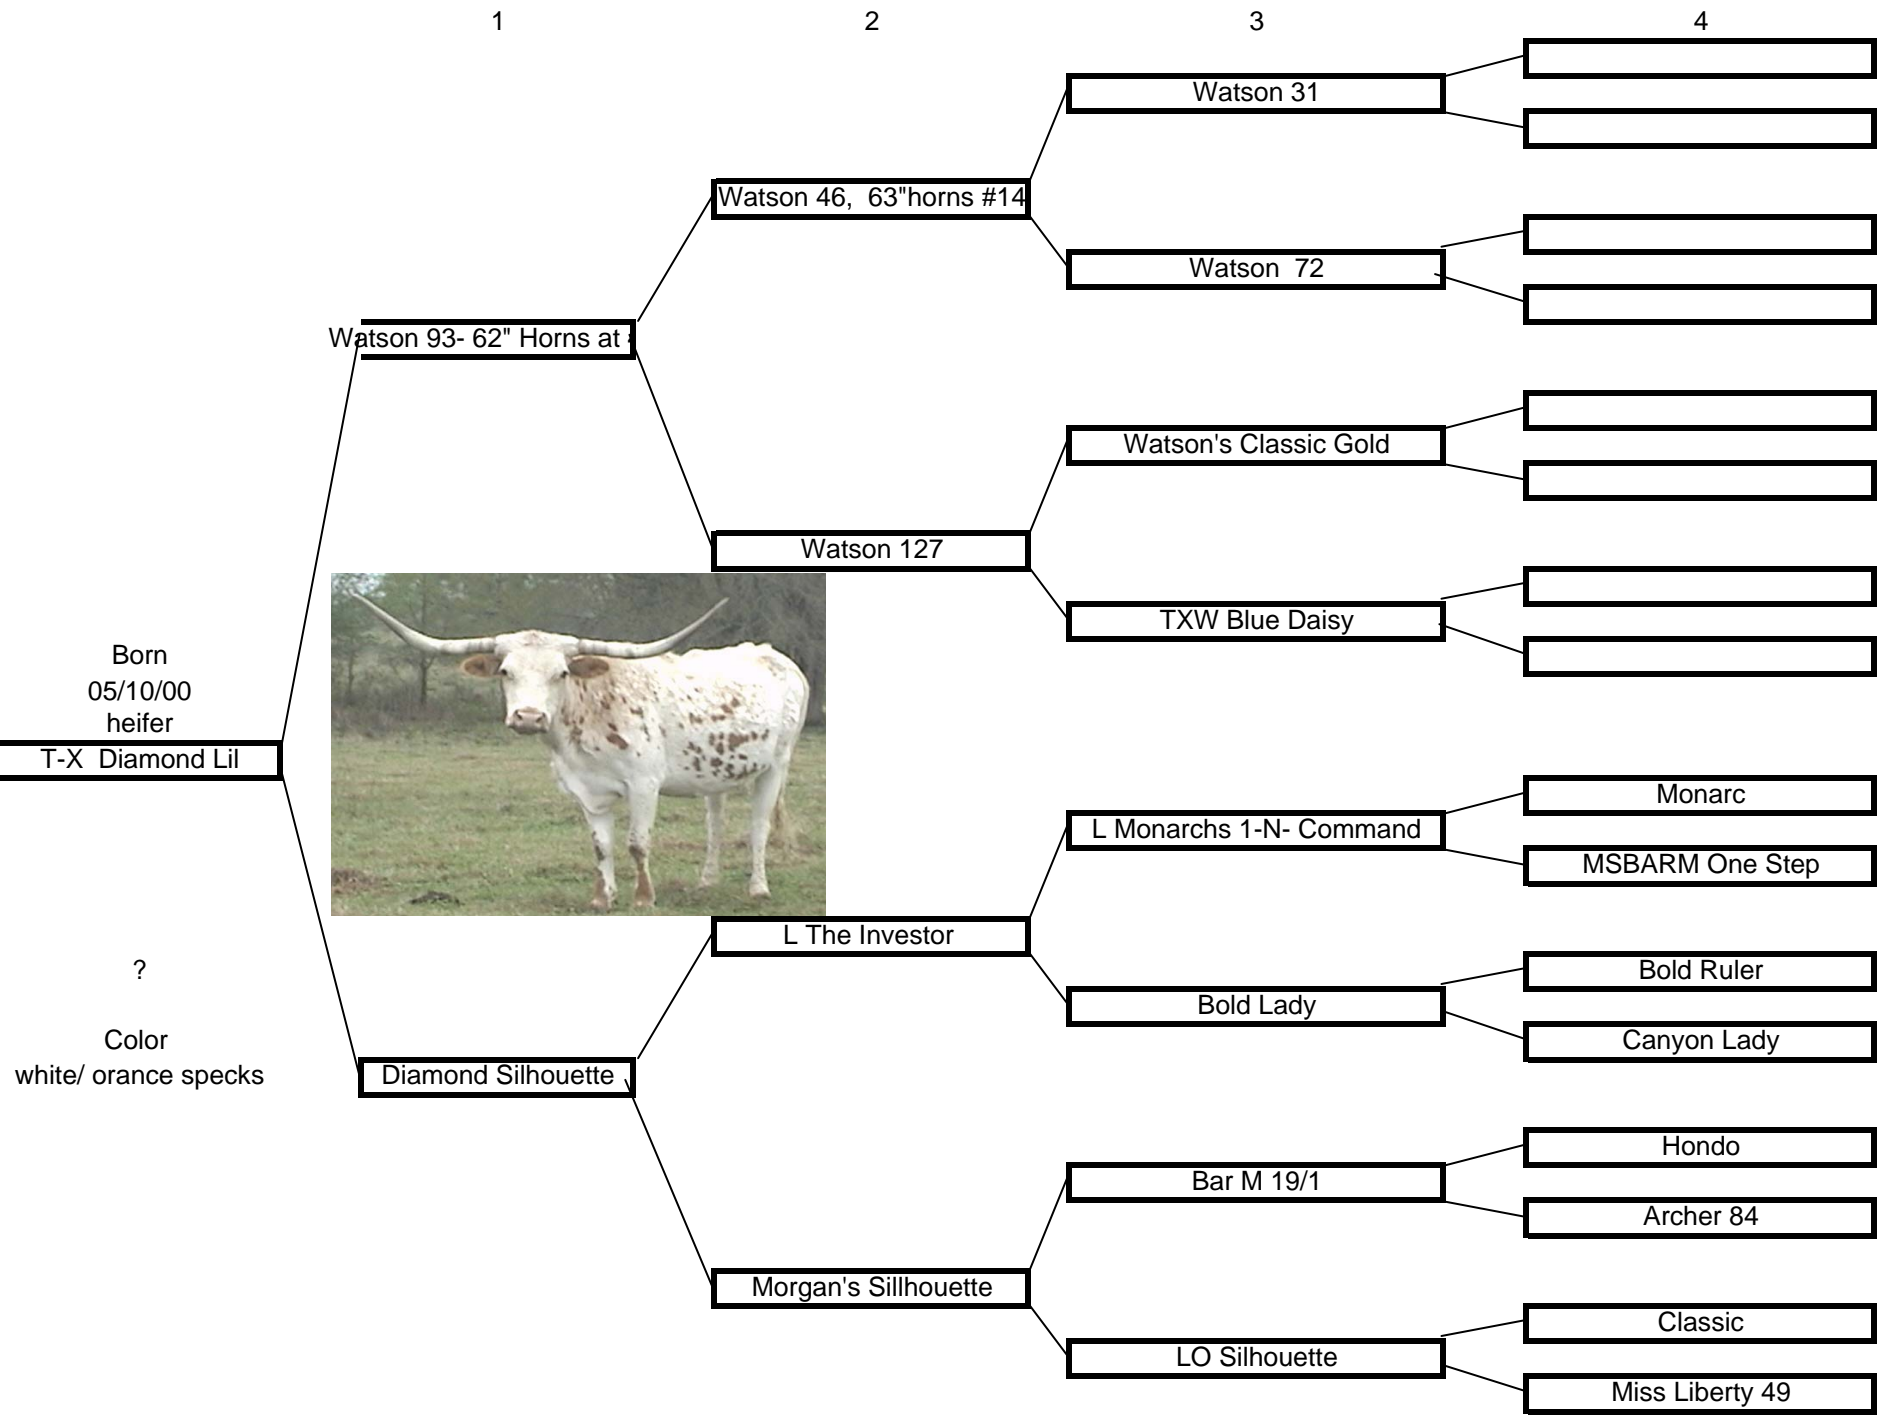 1 2 3 4
Watson 31
Watson 46,  63"horns #14
Watson  72
Watson 93- 62" Horns at
Watson's Classic Gold
Watson 127
TXW Blue Daisy
Born
05/10/00
heifer
T-X  Diamond Lil
Monarc
L Monarchs 1-N- Command
MSBARM One Step
L The Investor
?
Bold Ruler
Bold Lady
Canyon Lady
Color
white/ orange specks
Diamond Silhouette
Hondo
Bar M 19/1
Archer 84
Morgan's Sillhouette
Classic
LO Silhouette
Miss Liberty 49